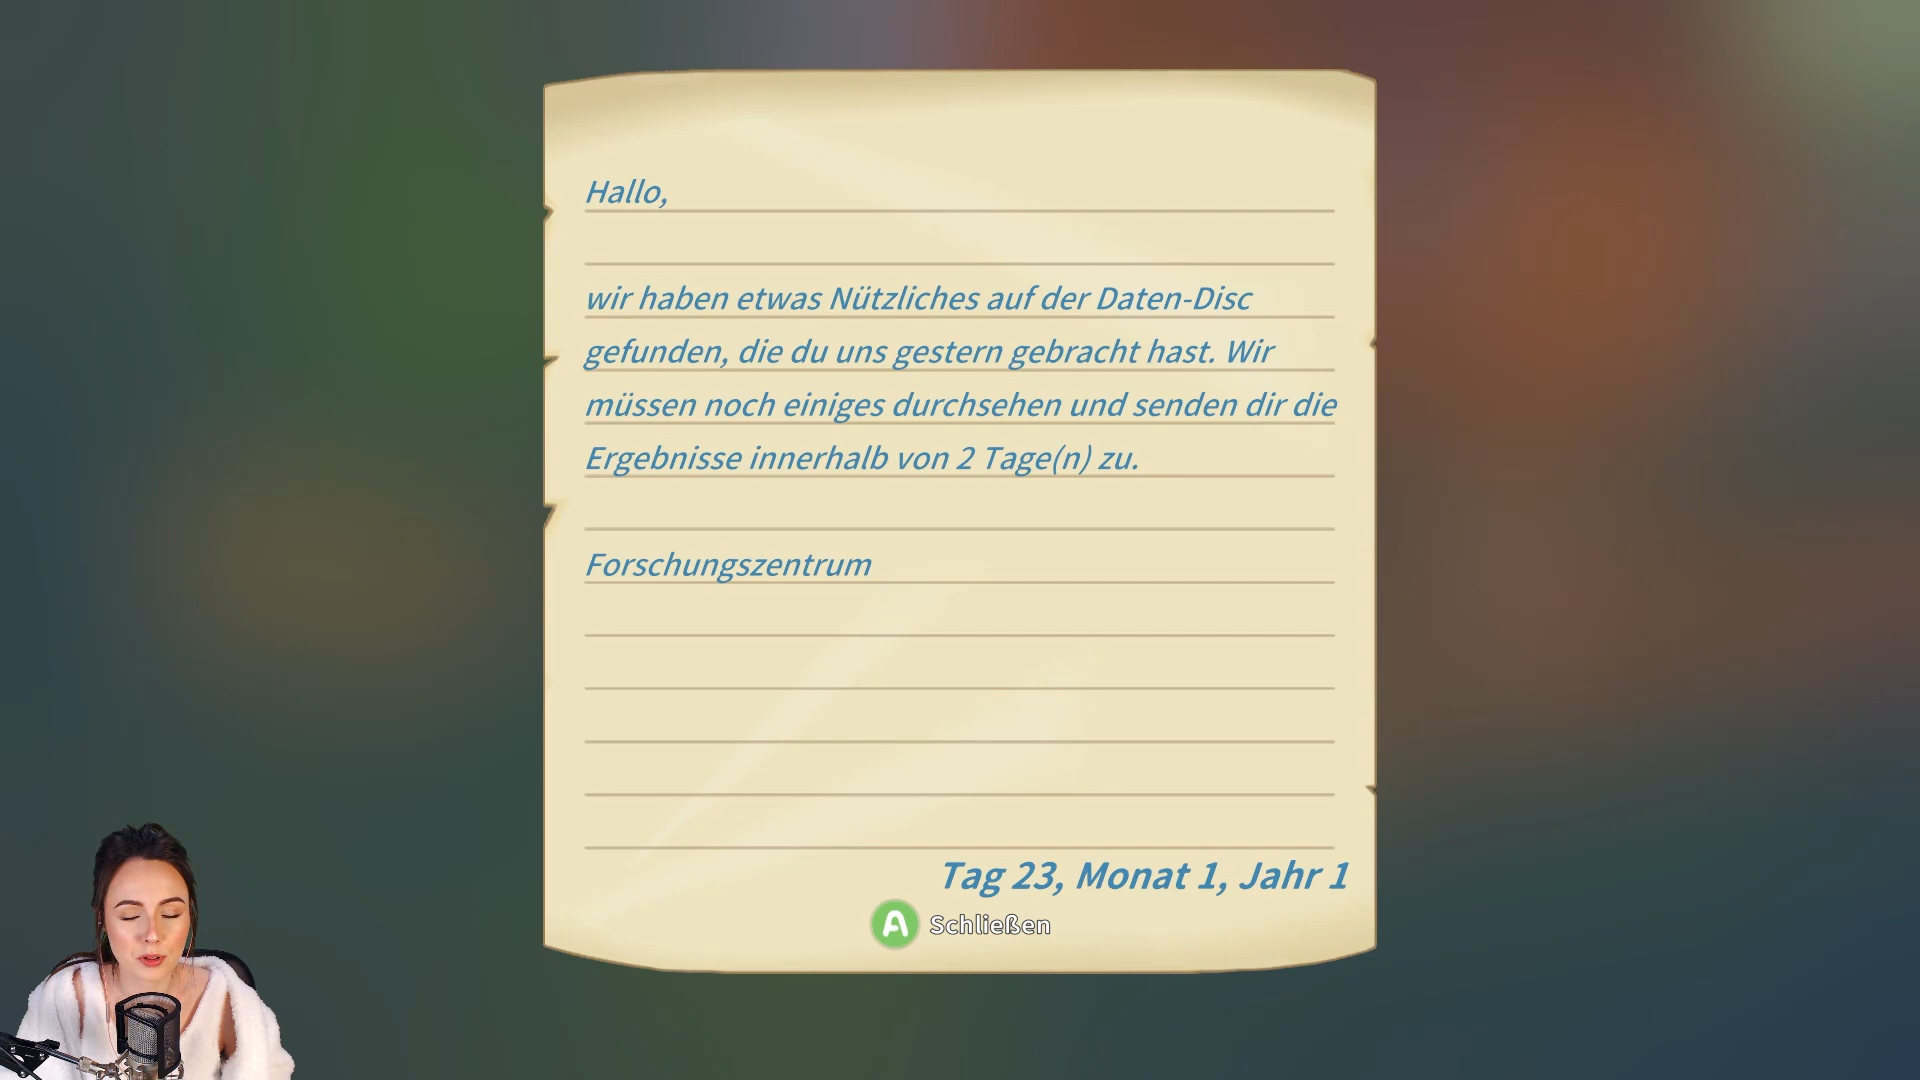 Hallo,
wir haben etwas Nützliches auf der Daten-Disc
gefunden, die du uns gestern gebracht hast. Wir
müssen noch einiges durchsehen und senden dir die
Ergebnisse innerhalb von 2 Tage(n) zu.
Forschungszentrum
Tag 23, Monat 1, Jahr 1
A Schließen